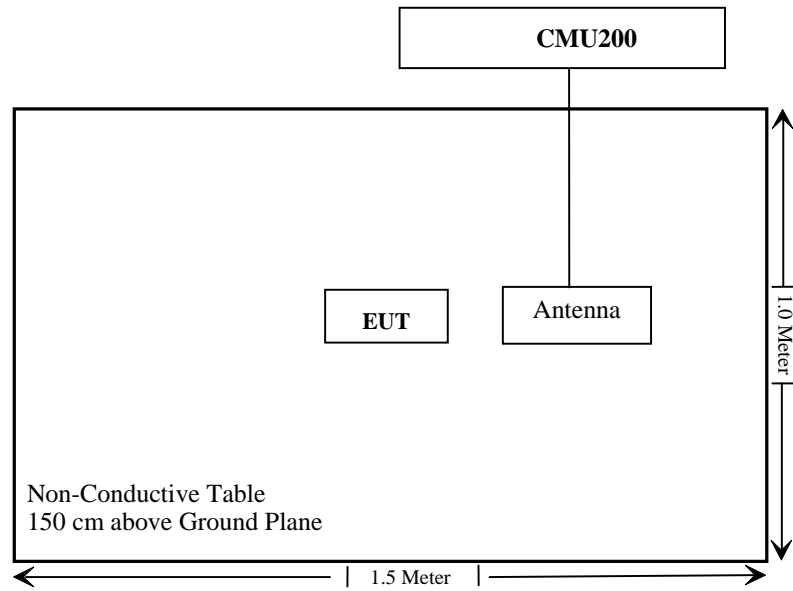 CMU200
EUT
Antenna
1.0 Meter
Non-Conductive Table
150 cm above Ground Plane
1.5 Meter